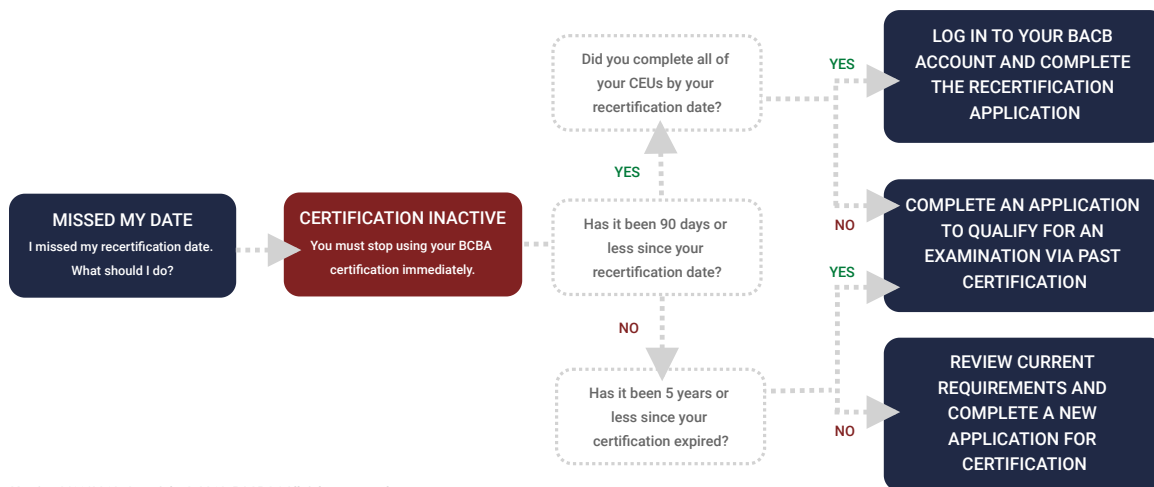 MISSED MY DATE
I missed my recertification date.
What should I do?
CERTIFICATION INACTIVE
You must stop using your BCBA
certification immediately.
Did you complete all of
your CEUs by your
recertification date?
YES
Has it been 90 days or
less since your
recertification date?
NO
Has it been 5 years or
less since your
certification expired?
YES
LOG IN TO YOUR BACB
ACCOUNT AND COMPLETE
THE RECERTIFICATION
APPLICATION
NO
COMPLETE AN APPLICATION
TO QUALIFY FOR AN
EXAMINATION VIA PAST
CERTIFICATION
YES
REVIEW CURRENT
REQUIREMENTS AND
COMPLETE A NEW
APPLICATION FOR
CERTIFICATION
NO